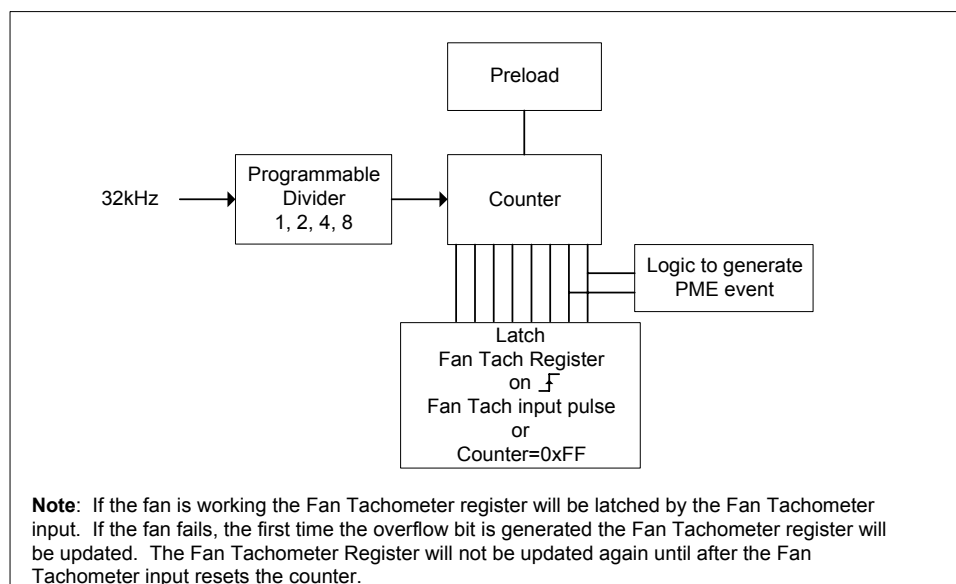 Preload
32kHz
Programmable
Divider
1, 2, 4, 8
Counter
Logic to generate
PME event
Latch
Fan Tach Register
on
Fan Tach input pulse
or
Counter=0xFF
Note: If the fan is working the Fan Tachometer register will be latched by the Fan Tachometer
input. If the fan fails, the first time the overflow bit is generated the Fan Tachometer register will
be updated. The Fan Tachometer Register will not be updated again until after the Fan
Tachometer input resets the counter.